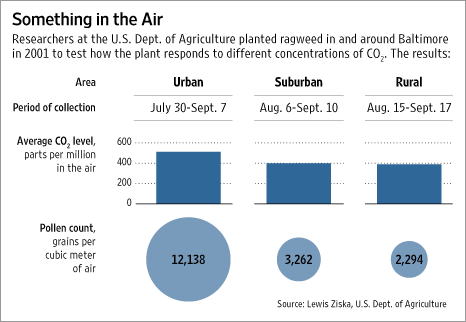 Something in the Air
Researchers at the U.S. Dept. of Agriculture planted ragweed in and around Baltimore
in 2001 to test how the plant responds to different concentrations of CO₂. The results:
Area Urban Suburban Rural
Period of collection July 30-Sept. 7 Aug. 6-Sept. 10 Aug. 15-Sept. 17
Average CO₂ level,
parts per million
in the air
600
400
200
0
Pollen count,
grains per
cubic meter
of air
12,138 3,262 2,294
Source: Lewis Ziska, U.S. Dept. of Agriculture